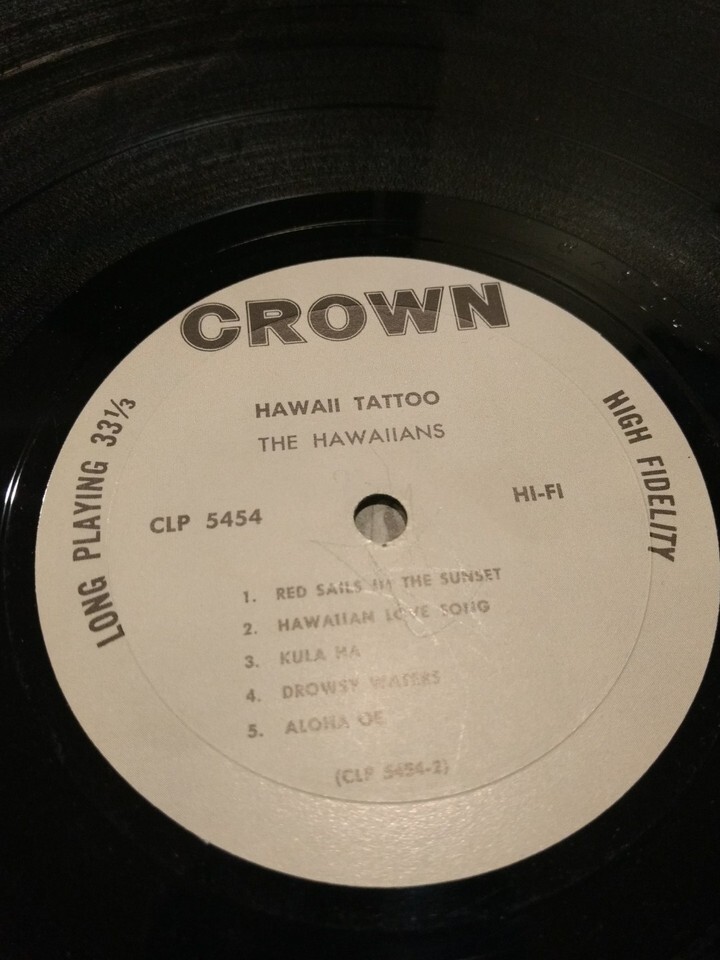 CROWN
HAWAII TATTOO
THE HAWAIIANS
LONG PLAYING 33⅓
HIGH FIDELITY
CLP 5454
HI-FI
1. RED SAILS IN THE SUNSET
2. HAWAIIAN LOVE SONG
3. KULA HA
4. DROWSY WATERS
5. ALOHA OE
(CLP 5454-2)